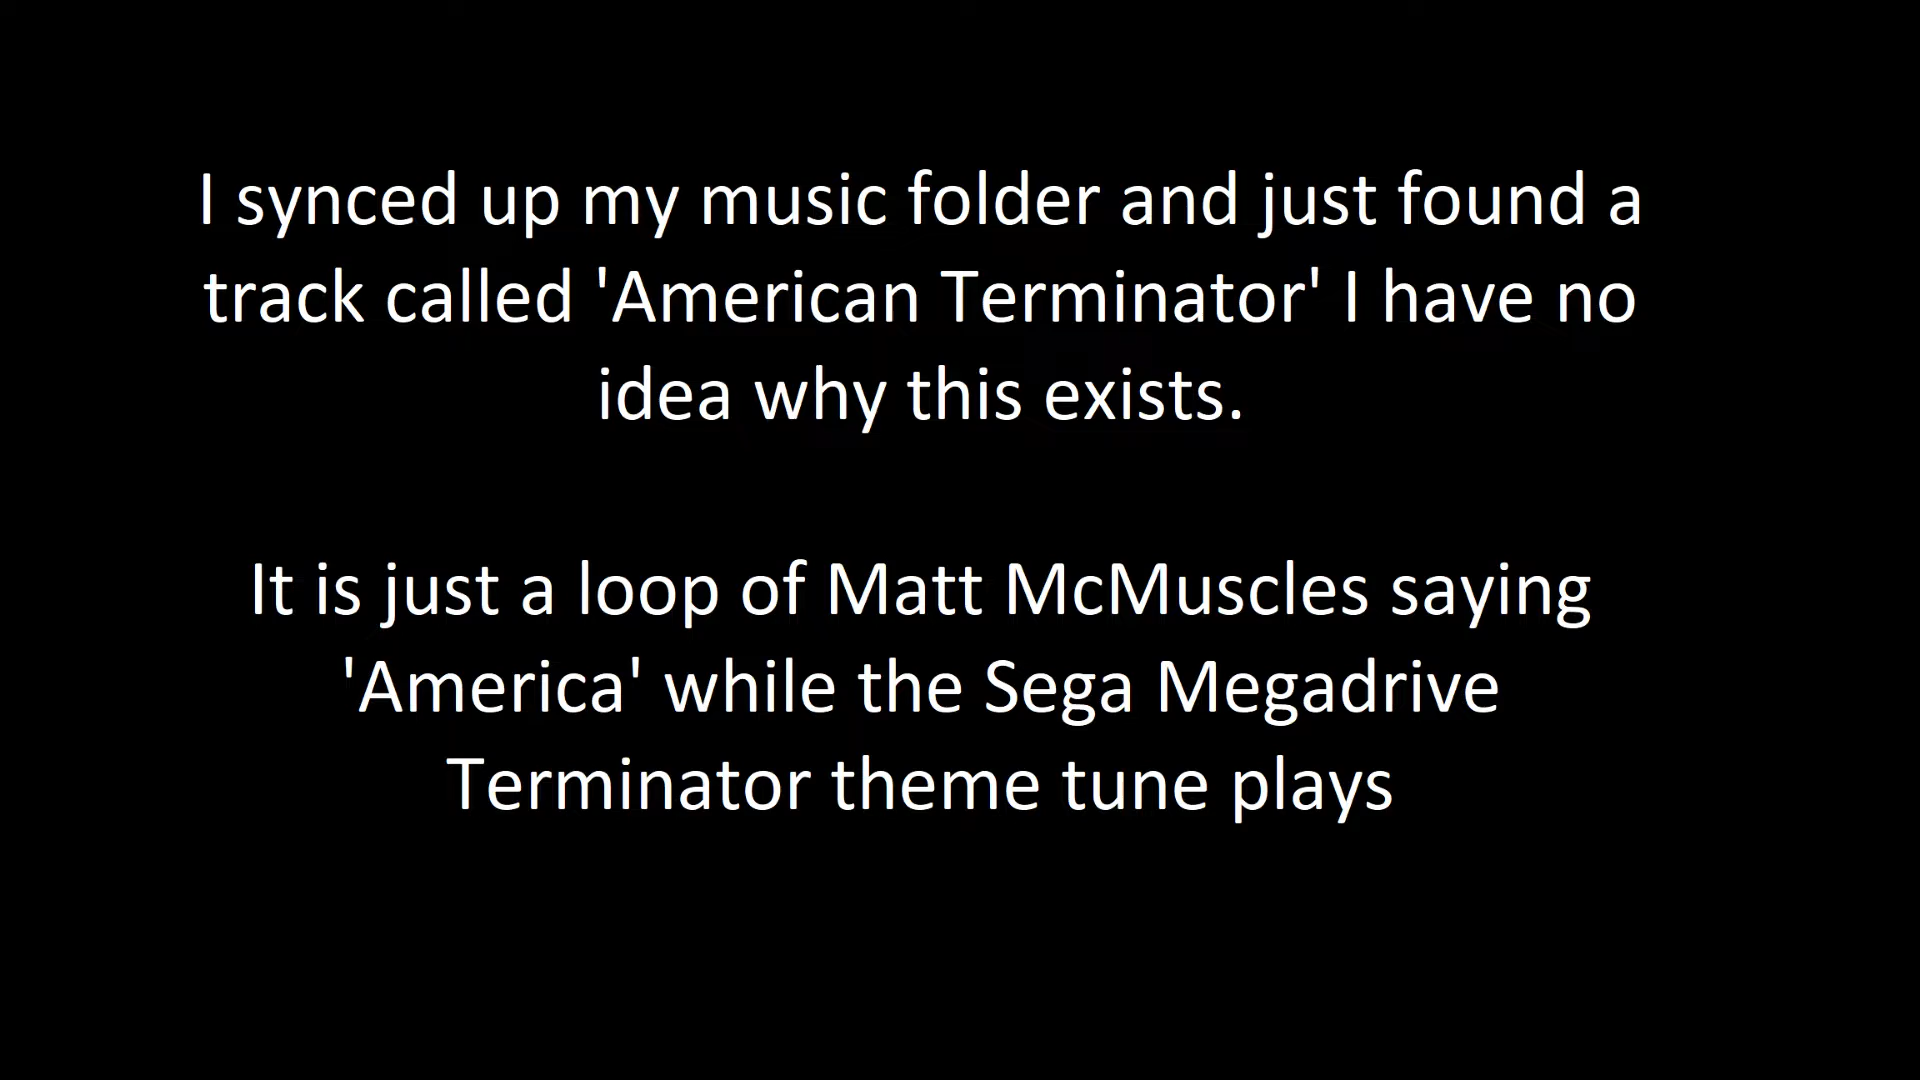 I synced up my music folder and just found a
track called 'American Terminator' I have no
idea why this exists.
It is just a loop of Matt McMuscles saying
'America' while the Sega Megadrive
Terminator theme tune plays